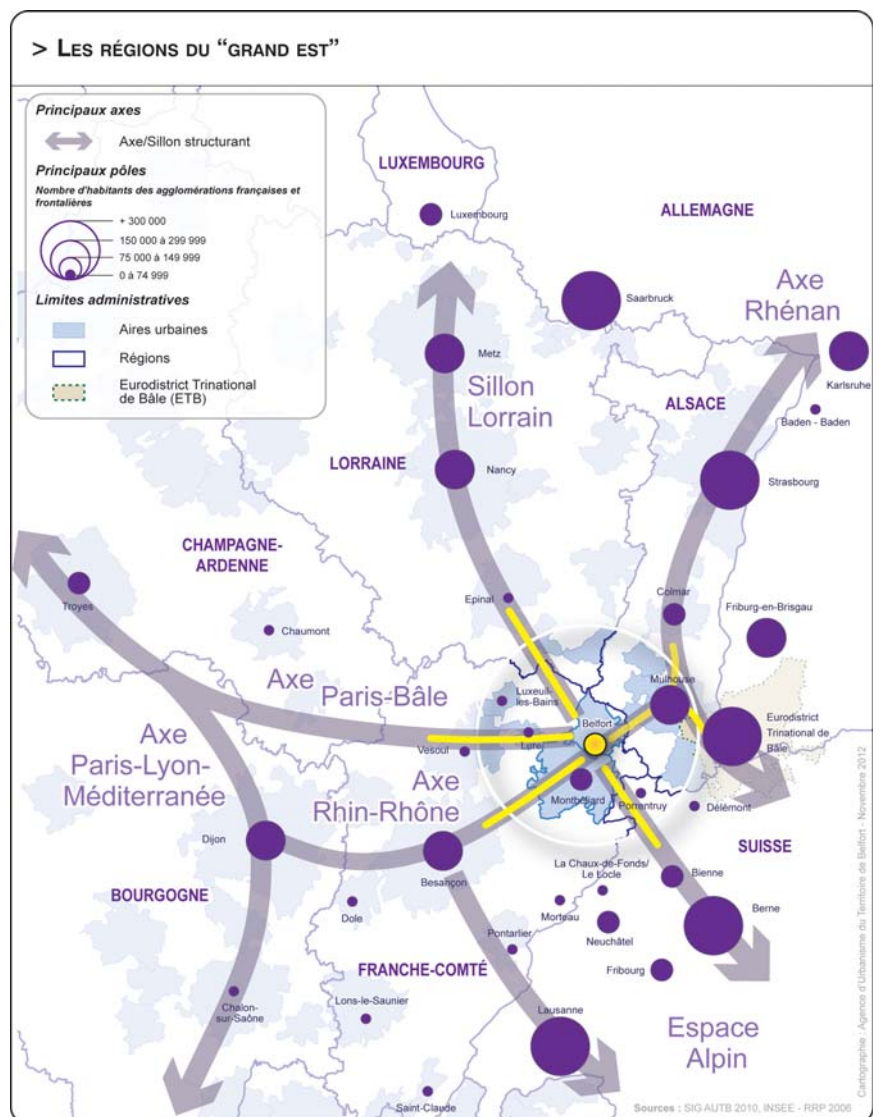 > LES RÉGIONS DU “GRAND EST”
Principaux axes
Axe/Sillon structurant
Principaux pôles
Nombre d'habitants des agglomérations françaises et
frontalières
+ 300 000
150 000 à 299 999
75 000 à 149 999
0 à 74 999
Limites administratives
Aires urbaines
Régions
Eurodistrict Trinational
de Bâle (ETB)
LUXEMBOURG
Luxembourg
ALLEMAGNE
Saarbruck
Axe
Rhénan
Metz
Karlsruhe
Sillon
Lorrain
ALSACE
Baden - Baden
LORRAINE
Nancy
Strasbourg
CHAMPAGNE-
ARDENNE
Troyes
Epinal
Colmar
Chaumont
Friburg-en-Brisgau
Axe
Paris-Bâle
Luxeuil-
les-Bains
Mulhouse
Belfort
Eurodistrict
Trinational de
Bâle
Axe
Paris-Lyon-
Méditerranée
Vesoul
Lure
Axe
Rhin-Rhône
Montbéliard
Porrentruy
Délémont
Dijon
SUISSE
Besançon
La Chaux-de-Fonds/
Le Locle
Bienne
BOURGOGNE
Dole
Morteau
Neuchâtel
Berne
Pontarlier
FRANCHE-COMTÉ
Fribourg
Chalon-
sur-Saône
Lons-le-Saunier
Lausanne
Espace
Alpin
Saint-Claude
Sources : SIG AUTB 2010, INSEE - RRP 2006
Cartographie : Agence d'Urbanisme du Territoire de Belfort - Novembre 2012